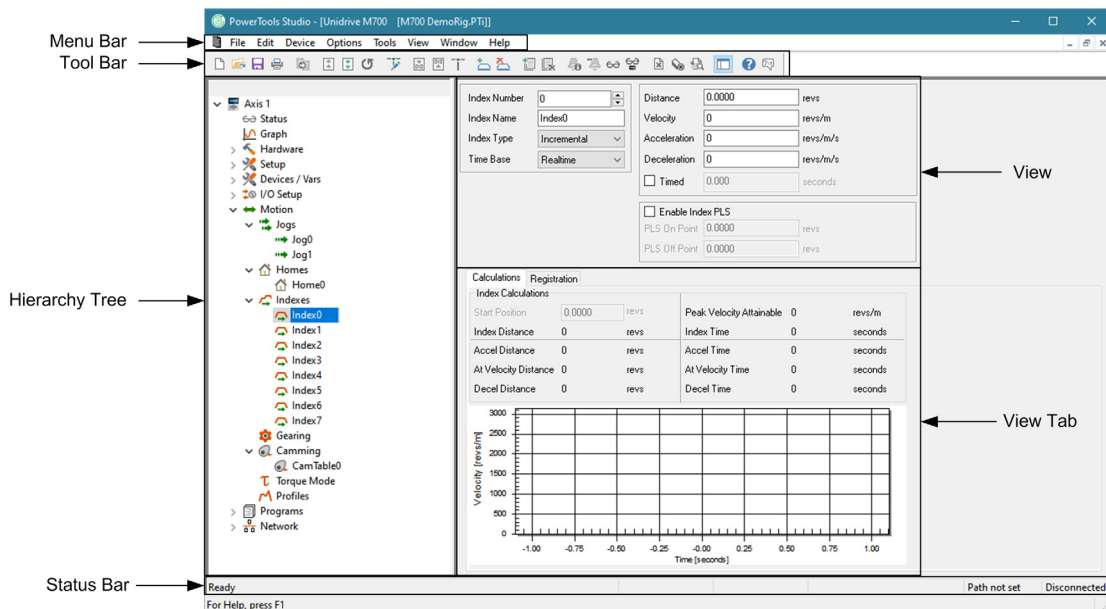 PowerTools Studio - [Unidrive M700    [M700 DemoRig.PTi]]
Menu Bar
File Edit Device Options Tools View Window Help
Tool Bar
Axis 1
Status
Graph
Hardware
Setup
Devices / Vars
I/O Setup
Motion
Jogs
Jog0
Jog1
Homes
Home0
Hierarchy Tree
Indexes
Index0
Index1
Index2
Index3
Index4
Index5
Index6
Index7
Gearing
Camming
CamTable0
Torque Mode
Profiles
Programs
Network
Index Number 0
Index Name Index0
Index Type Incremental
Time Base Realtime
Distance 0.0000 revs
Velocity 0 revs/m
Acceleration 0 revs/m/s
Deceleration 0 revs/m/s
Timed 0.000 seconds
View
Enable Index PLS
PLS On Point 0.0000 revs
PLS Off Point 0.0000 revs
Calculations Registration
Index Calculations
Start Position 0.0000 revs Peak Velocity Attainable 0 revs/m
Index Distance 0 revs Index Time 0 seconds
Accel Distance 0 revs Accel Time 0 seconds
At Velocity Distance 0 revs At Velocity Time 0 seconds
Decel Distance 0 revs Decel Time 0 seconds
View Tab
Velocity [revs/m]
3000
2500
2000
1500
1000
500
0
-1.00 -0.75 -0.50 -0.25 -0.00 0.25 0.50 0.75 1.00
Time [seconds]
Status Bar
Ready Path not set Disconnected
For Help, press F1